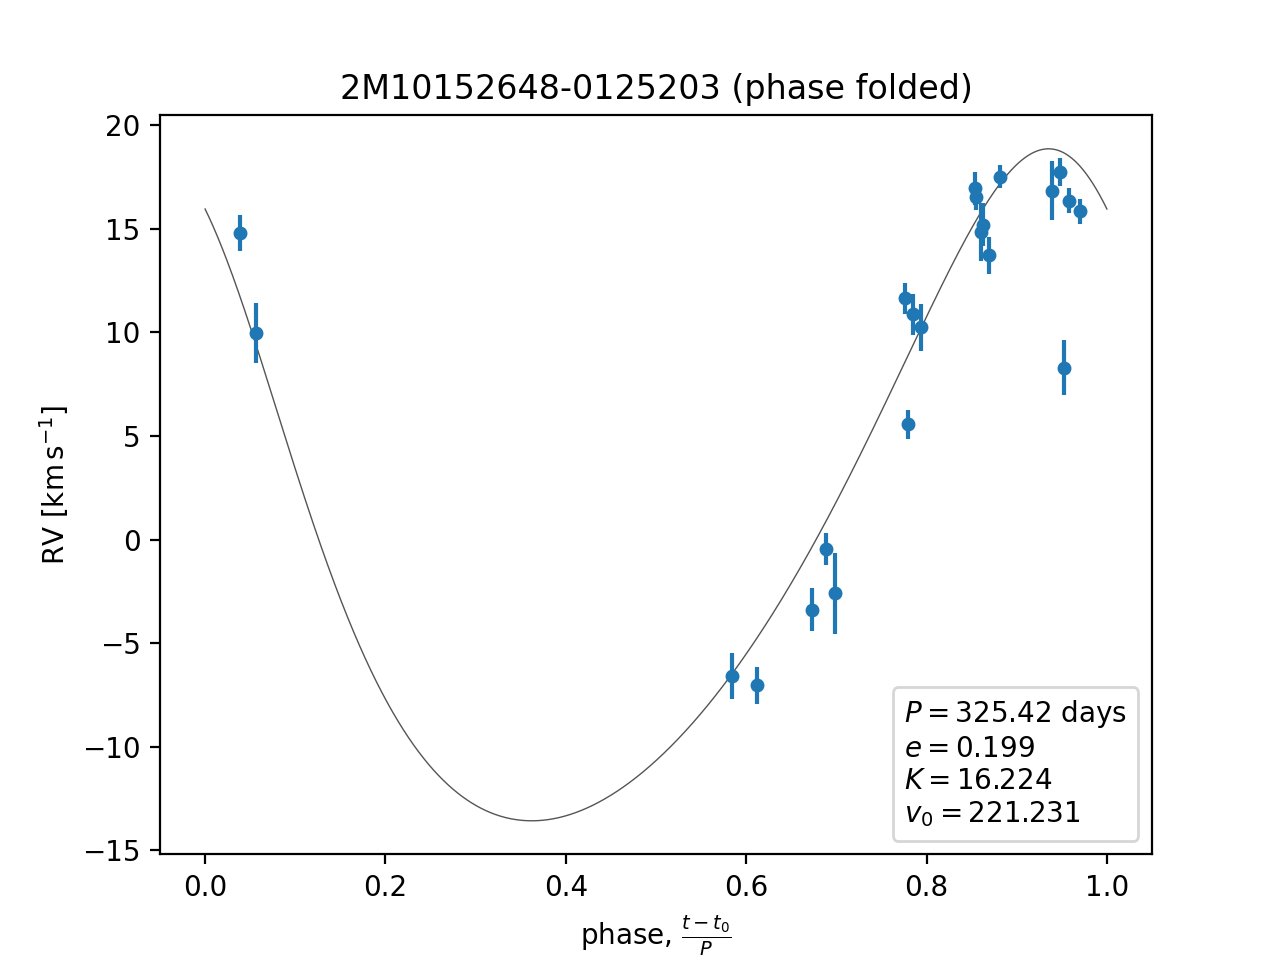 2M10152648-0125203 (phase folded)
20
15
10
5
0
−5
−10
−15
RV [km s⁻¹]
P = 325.42 days
e = 0.199
K = 16.224
v₀ = 221.231
0.0 0.2 0.4 0.6 0.8 1.0
phase, (t − t₀)/P